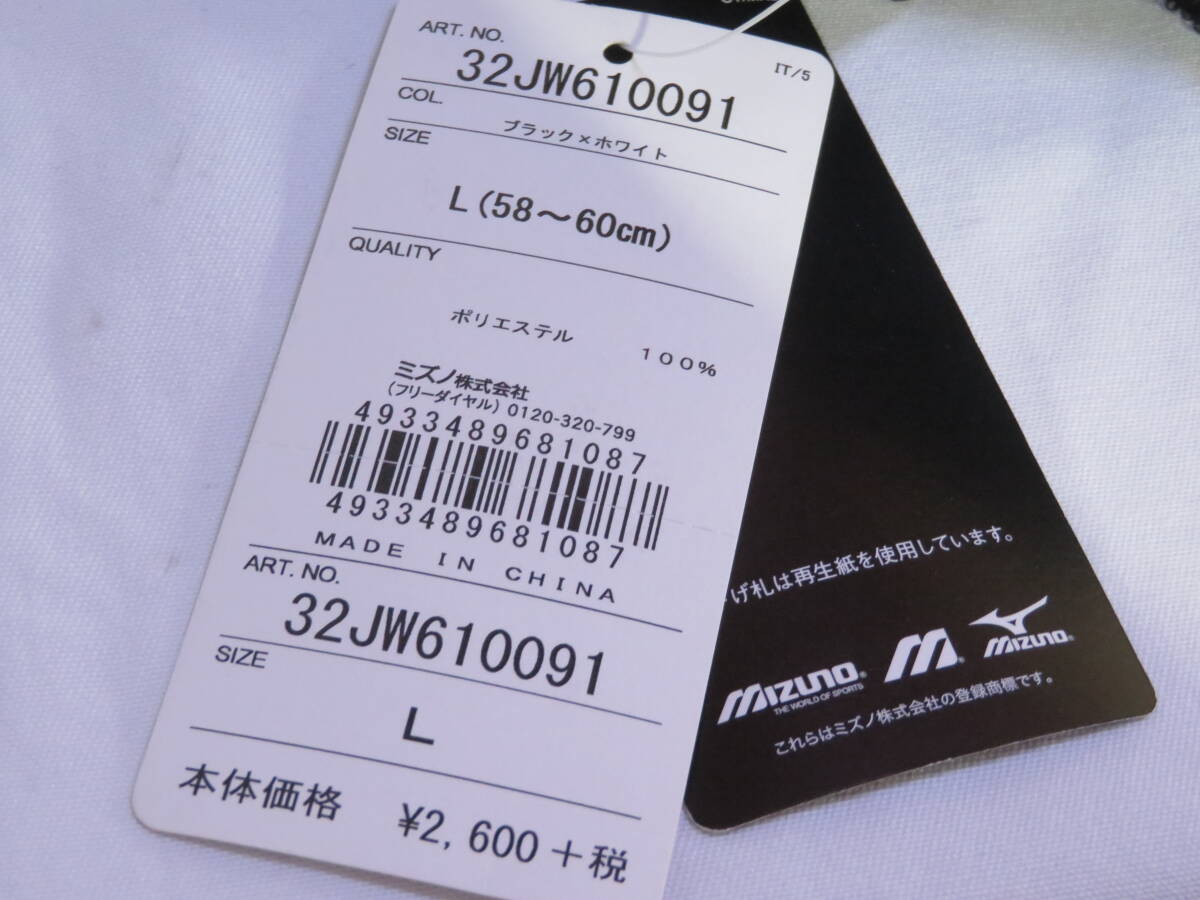 ART. NO.
32JW610091
IT/5
COL.
ブラック×ホワイト
SIZE
L(58～60cm)
QUALITY
ポリエステル 100%
ミズノ株式会社
(フリーダイヤル) 0120-320-799
4933489681087
4933489681087
MADE IN CHINA
ART. NO.
32JW610091
SIZE
L
本体価格 ¥2,600+税
げ札は再生紙を使用しています。
MIZUNO®
THE WORLD OF SPORTS
M®
MIZUNO®
これらはミズノ株式会社の登録商標です。